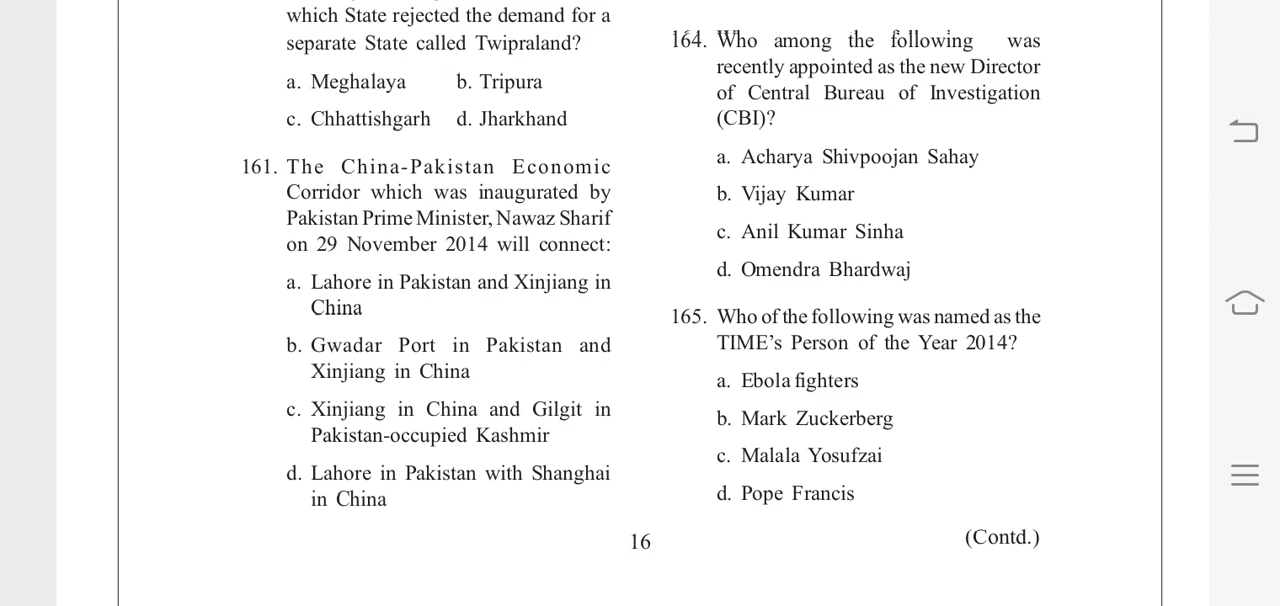 which State rejected the demand for a
separate State called Twipraland?
a. Meghalaya b. Tripura
c. Chhattishgarh d. Jharkhand
161. The China-Pakistan Economic
Corridor which was inaugurated by
Pakistan Prime Minister, Nawaz Sharif
on 29 November 2014 will connect:
a. Lahore in Pakistan and Xinjiang in
China
b. Gwadar Port in Pakistan and
Xinjiang in China
c. Xinjiang in China and Gilgit in
Pakistan-occupied Kashmir
d. Lahore in Pakistan with Shanghai
in China
164. Who among the following was
recently appointed as the new Director
of Central Bureau of Investigation
(CBI)?
a. Acharya Shivpoojan Sahay
b. Vijay Kumar
c. Anil Kumar Sinha
d. Omendra Bhardwaj
165. Who of the following was named as the
TIME’s Person of the Year 2014?
a. Ebola fighters
b. Mark Zuckerberg
c. Malala Yosufzai
d. Pope Francis
16
(Contd.)